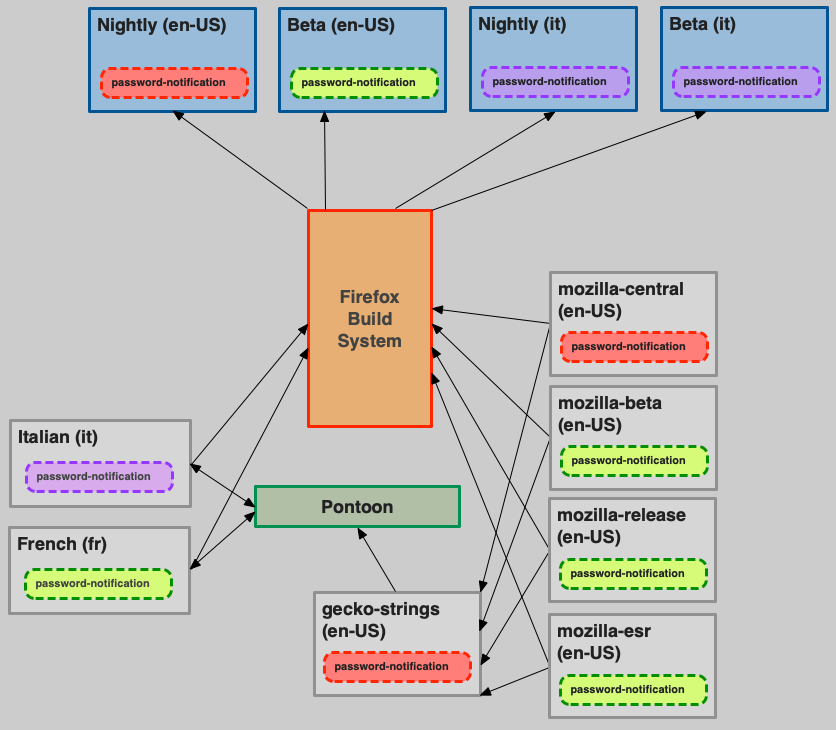 Nightly (en-US)
password-notification
Beta (en-US)
password-notification
Nightly (it)
password-notification
Beta (it)
password-notification
Firefox
Build
System
mozilla-central
(en-US)
password-notification
mozilla-beta
(en-US)
password-notification
Italian (it)
password-notification
Pontoon
mozilla-release
(en-US)
password-notification
French (fr)
password-notification
gecko-strings
(en-US)
password-notification
mozilla-esr
(en-US)
password-notification